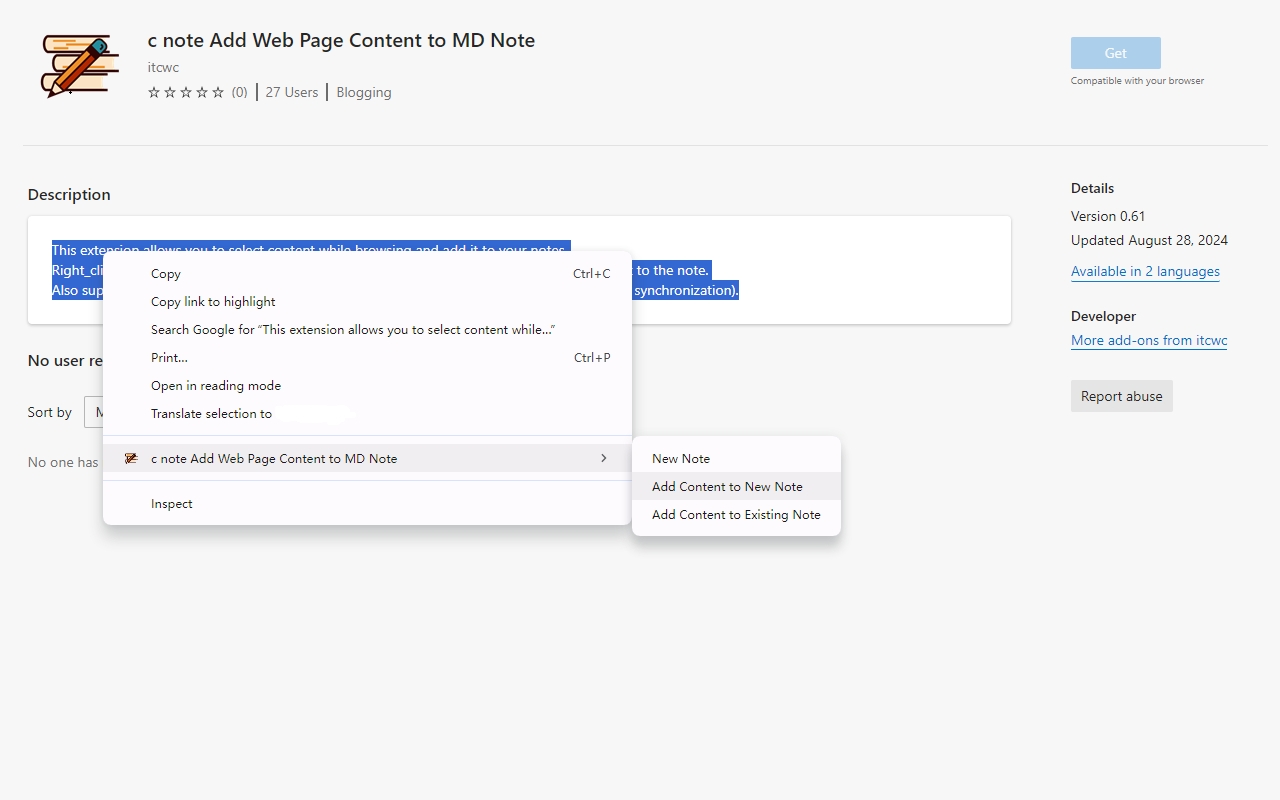 c note Add Web Page Content to MD Note
itcwc
(0) | 27 Users | Blogging
Get
Compatible with your browser
Description
This extension allows you to select content while browsing and add it to your notes.
Right_cli to the note.
Also sup synchronization).
No user re
Sort by M
No one has
Copy Ctrl+C
Copy link to highlight
Search Google for “This extension allows you to select content while...”
Print... Ctrl+P
Open in reading mode
Translate selection to
c note Add Web Page Content to MD Note
Inspect
New Note
Add Content to New Note
Add Content to Existing Note
Details
Version 0.61
Updated August 28, 2024
Available in 2 languages
Developer
More add-ons from itcwc
Report abuse